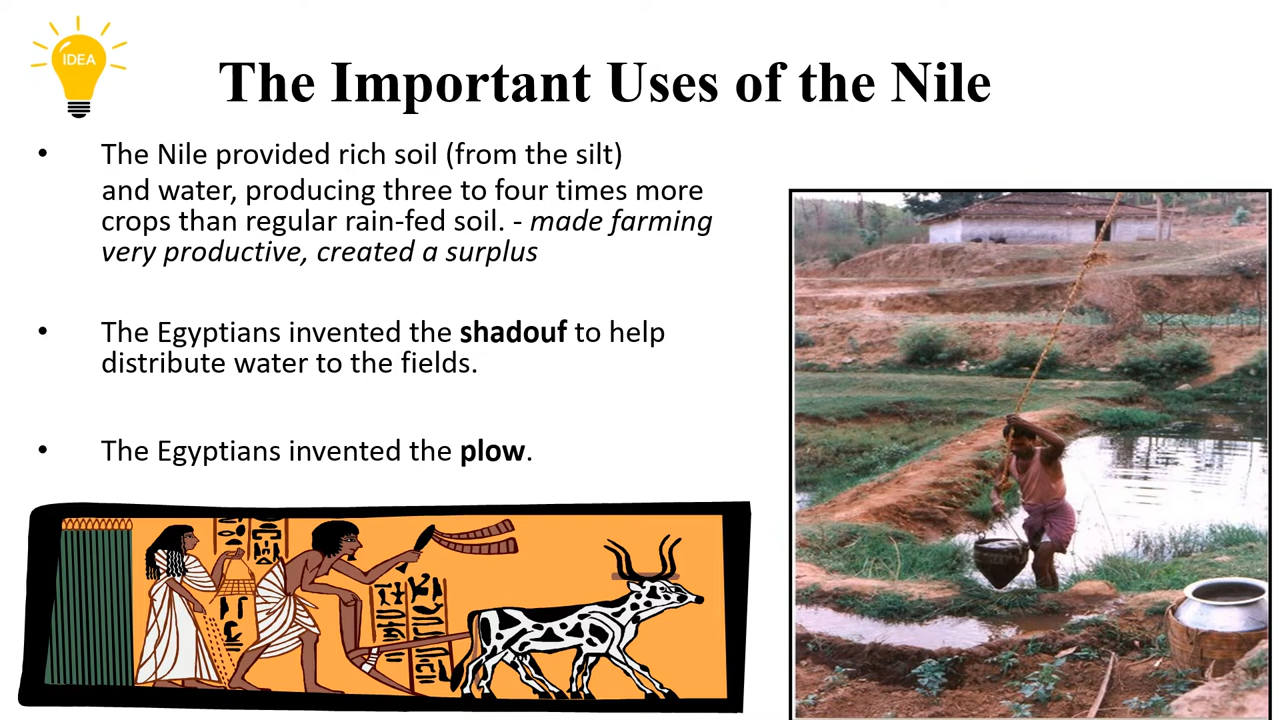 IDEA
The Important Uses of the Nile
• The Nile provided rich soil (from the silt)
and water, producing three to four times more
crops than regular rain-fed soil. - made farming
very productive, created a surplus
• The Egyptians invented the shadouf to help
distribute water to the fields.
• The Egyptians invented the plow.